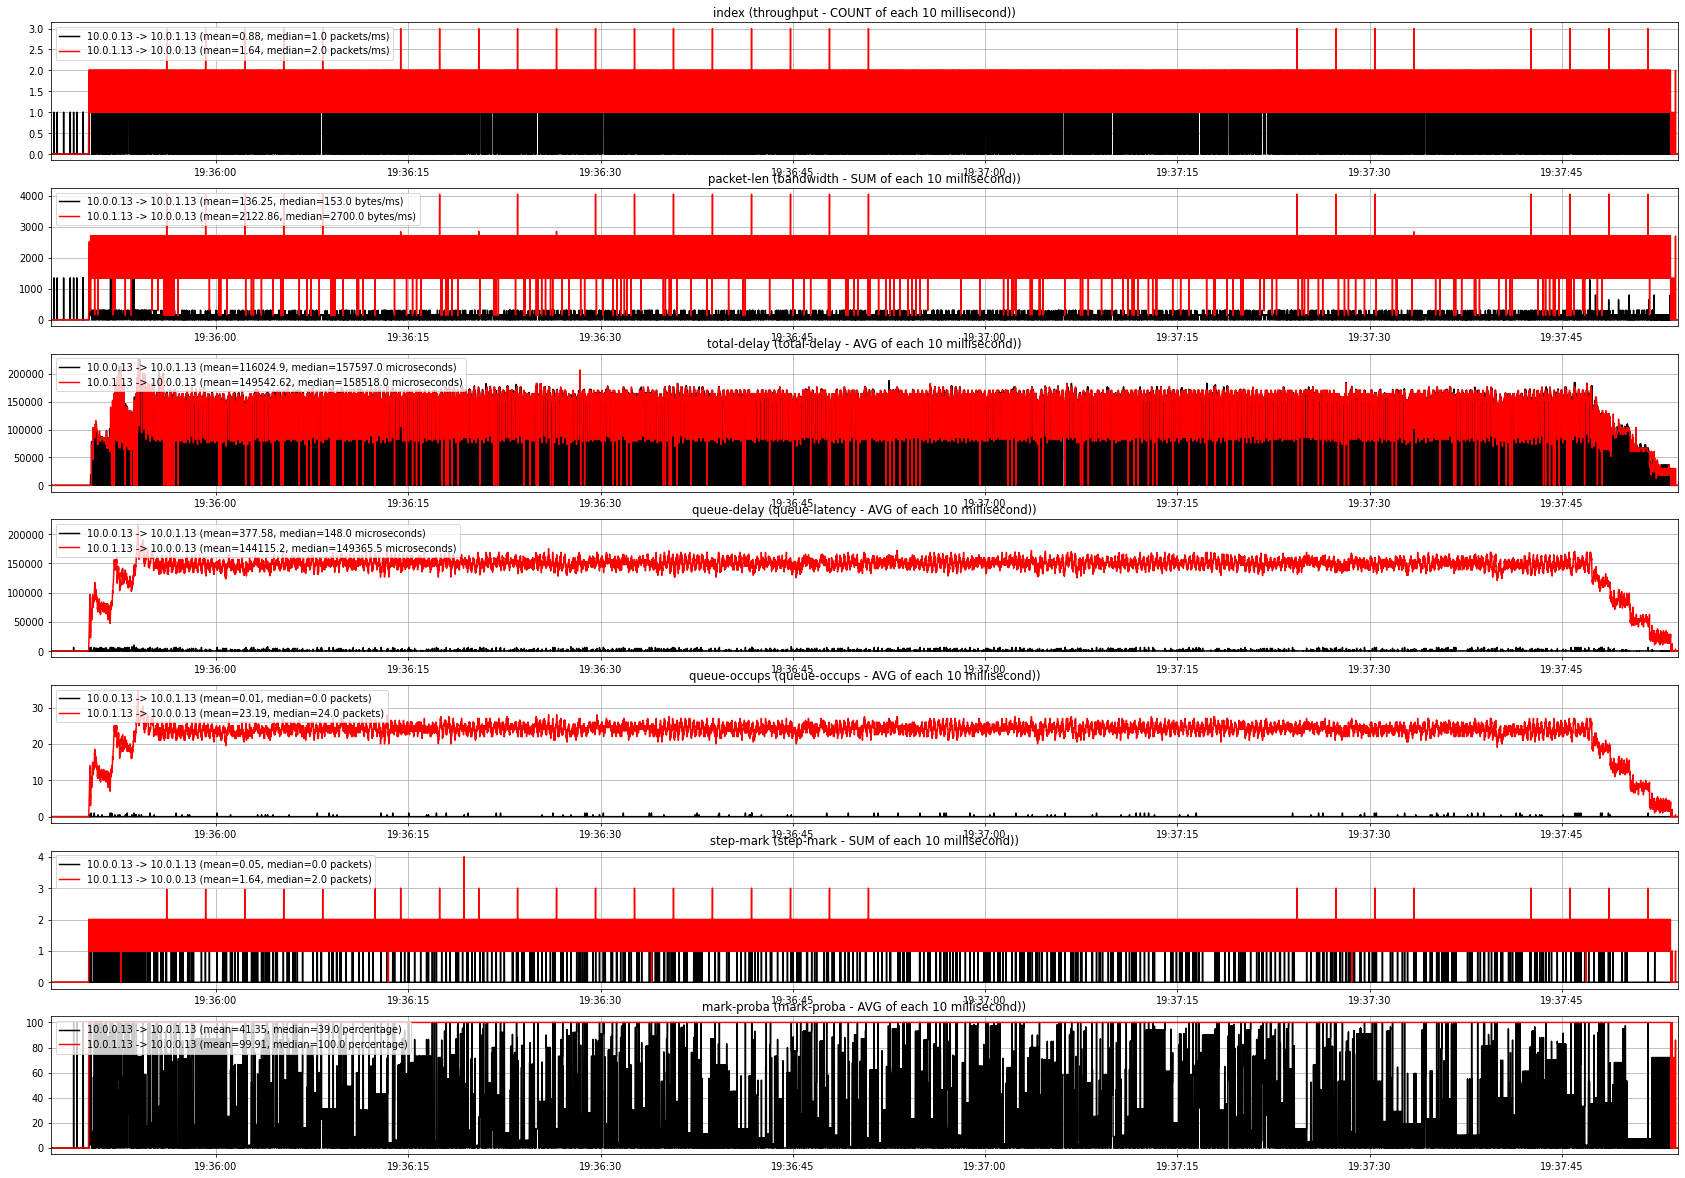 index (throughput - COUNT of each 10 millisecond))
3.0
2.5
2.0
1.5
1.0
0.5
0.0
10.0.0.13 -> 10.0.1.13 (mean=0.88, median=1.0 packets/ms)
10.0.1.13 -> 10.0.0.13 (mean=1.64, median=2.0 packets/ms)
19:36:00 19:36:15 19:36:30 19:36:45 19:37:00 19:37:15 19:37:30 19:37:45
packet-len (bandwidth - SUM of each 10 millisecond))
4000
3000
2000
1000
0
10.0.0.13 -> 10.0.1.13 (mean=136.25, median=153.0 bytes/ms)
10.0.1.13 -> 10.0.0.13 (mean=2122.86, median=2700.0 bytes/ms)
19:36:00 19:36:15 19:36:30 19:36:45 19:37:00 19:37:15 19:37:30 19:37:45
total-delay (total-delay - AVG of each 10 millisecond))
200000
150000
100000
50000
0
10.0.0.13 -> 10.0.1.13 (mean=116024.9, median=157597.0 microseconds)
10.0.1.13 -> 10.0.0.13 (mean=149542.62, median=158518.0 microseconds)
19:36:00 19:36:15 19:36:30 19:36:45 19:37:00 19:37:15 19:37:30 19:37:45
queue-delay (queue-latency - AVG of each 10 millisecond))
200000
150000
100000
50000
0
10.0.0.13 -> 10.0.1.13 (mean=377.58, median=148.0 microseconds)
10.0.1.13 -> 10.0.0.13 (mean=144115.2, median=149365.5 microseconds)
19:36:00 19:36:15 19:36:30 19:36:45 19:37:00 19:37:15 19:37:30 19:37:45
queue-occups (queue-occups - AVG of each 10 millisecond))
30
20
10
0
10.0.0.13 -> 10.0.1.13 (mean=0.01, median=0.0 packets)
10.0.1.13 -> 10.0.0.13 (mean=23.19, median=24.0 packets)
19:36:00 19:36:15 19:36:30 19:36:45 19:37:00 19:37:15 19:37:30 19:37:45
step-mark (step-mark - SUM of each 10 millisecond))
4
3
2
1
0
10.0.0.13 -> 10.0.1.13 (mean=0.05, median=0.0 packets)
10.0.1.13 -> 10.0.0.13 (mean=1.64, median=2.0 packets)
19:36:00 19:36:15 19:36:30 19:36:45 19:37:00 19:37:15 19:37:30 19:37:45
mark-proba (mark-proba - AVG of each 10 millisecond))
100
80
60
40
20
0
10.0.0.13 -> 10.0.1.13 (mean=41.35, median=39.0 percentage)
10.0.1.13 -> 10.0.0.13 (mean=99.91, median=100.0 percentage)
19:36:00 19:36:15 19:36:30 19:36:45 19:37:00 19:37:15 19:37:30 19:37:45